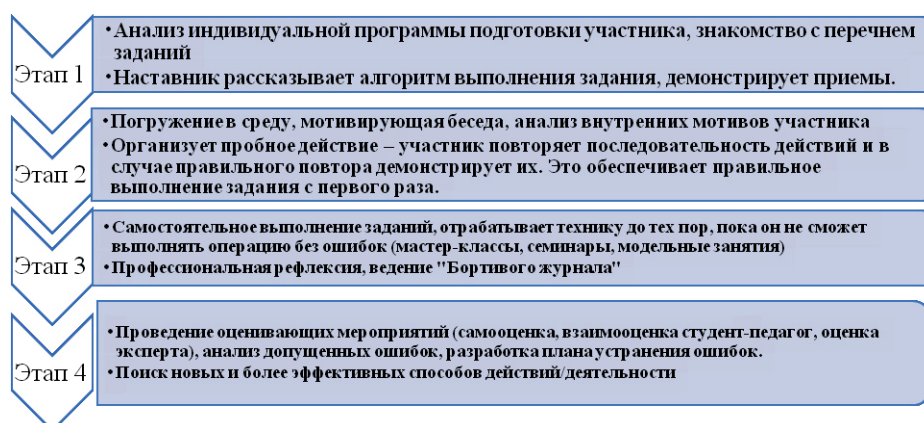 Этап 1
•Анализ индивидуальной программы подготовки участника, знакомство с перечнем
заданий
•Наставник рассказывает алгоритм выполнения задания, демонстрирует приемы.
Этап 2
•Погружение в среду, мотивирующая беседа, анализ внутренних мотивов участника
•Организует пробное действие – участник повторяет последовательность действий и в
случае правильного повтора демонстрирует их. Это обеспечивает правильное
выполнение задания с первого раза.
Этап 3
•Самостоятельное выполнение заданий, отрабатывает технику до тех пор, пока он не сможет
выполнять операцию без ошибок (мастер-классы, семинары, модельные занятия)
•Профессиональная рефлексия, ведение "Бортивого журнала"
Этап 4
•Проведение оценивающих мероприятий (самооценка, взаимооценка студент-педагог, оценка
эксперта), анализ допущенных ошибок, разработка плана устранения ошибок.
•Поиск новых и более эффективных способов действий/деятельности